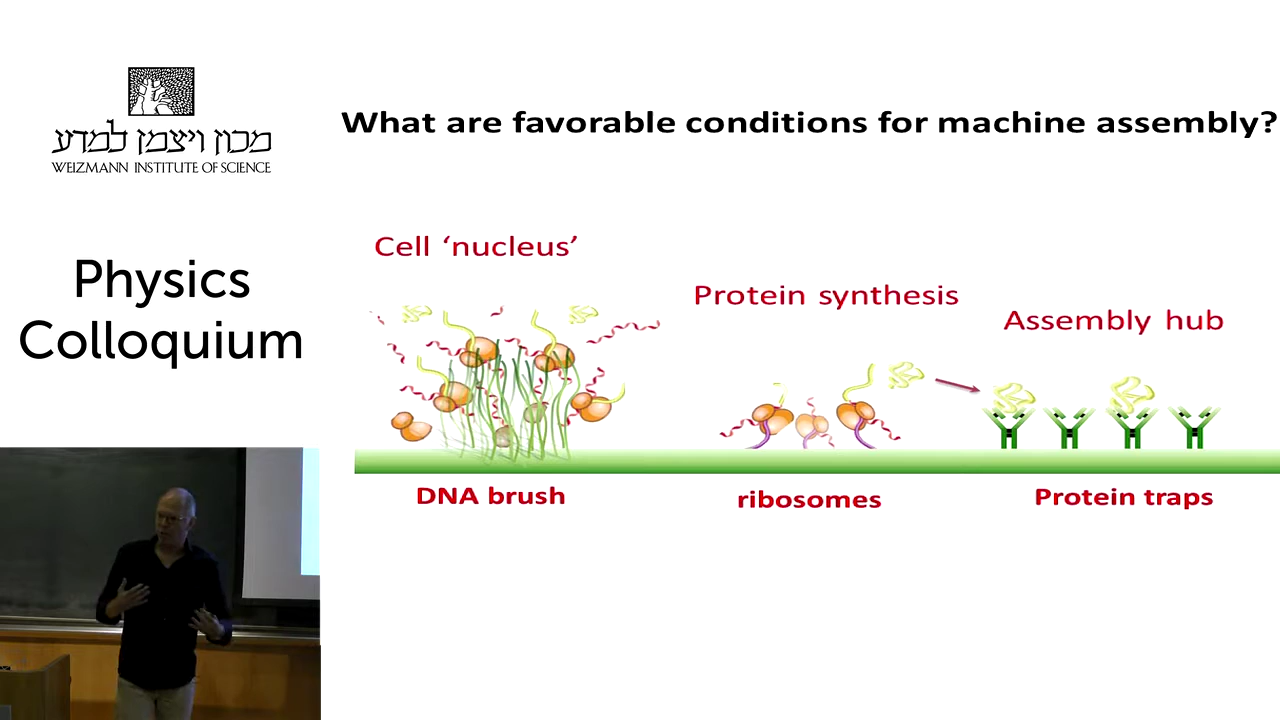 מכון ויצמן למדע
WEIZMANN INSTITUTE OF SCIENCE
Physics
Colloquium
What are favorable conditions for machine assembly?
Cell ‘nucleus’
Protein synthesis
Assembly hub
DNA brush
ribosomes
Protein traps